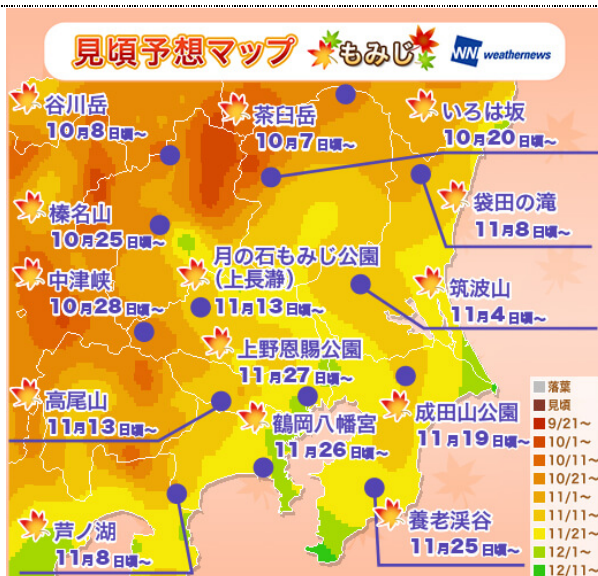 見頃予想マップ
もみじ
WNI weathernews
谷川岳
10月8日頃〜
茶臼岳
10月7日頃〜
いろは坂
10月20日頃〜
榛名山
10月25日頃〜
袋田の滝
11月8日頃〜
中津峡
10月28日頃〜
月の石もみじ公園
(上長瀞)
11月13日頃〜
筑波山
11月4日頃〜
上野恩賜公園
11月27日頃〜
高尾山
11月13日頃〜
鶴岡八幡宮
11月26日頃〜
成田山公園
11月19日頃〜
芦ノ湖
11月8日頃〜
養老渓谷
11月25日頃〜
落葉
見頃
9/21〜
10/1〜
10/11〜
10/21〜
11/1〜
11/11〜
11/21〜
12/1〜
12/11〜